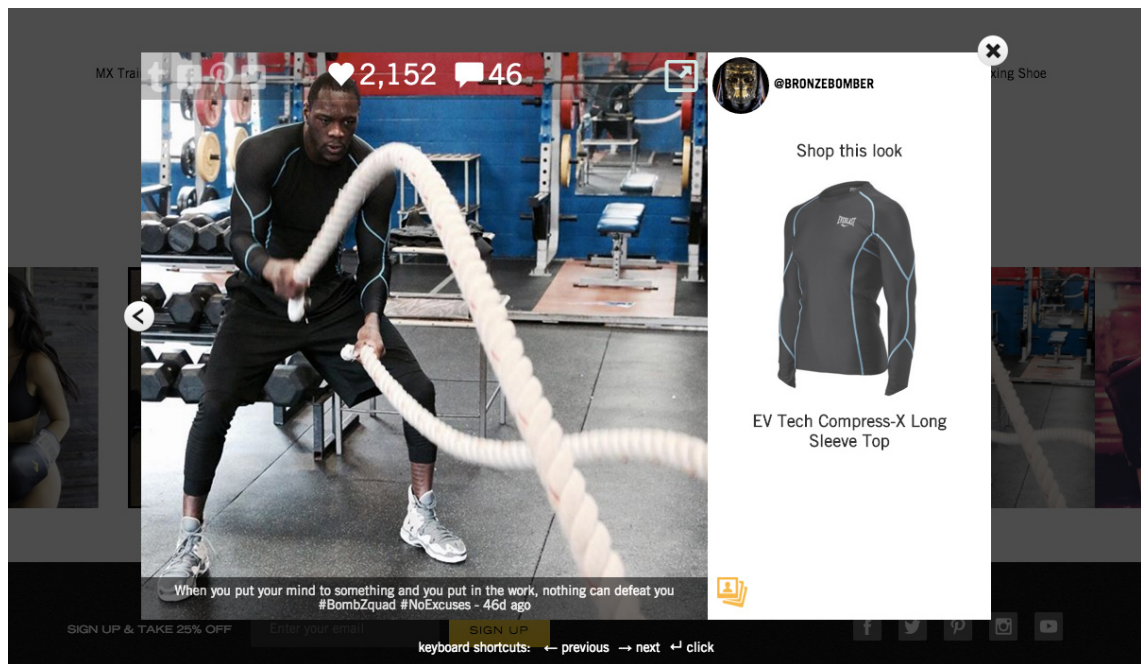 MX Trai
2,152
46
xing Shoe
@BRONZEBOMBER
Shop this look
EVERLAST
EV Tech Compress-X Long
Sleeve Top
When you put your mind to something and you put in the work, nothing can defeat you
#BombZquad #NoExcuses - 46d ago
SIGN UP & TAKE 25% OFF
Enter your email
SIGN UP
keyboard shortcuts: ← previous → next ↵ click